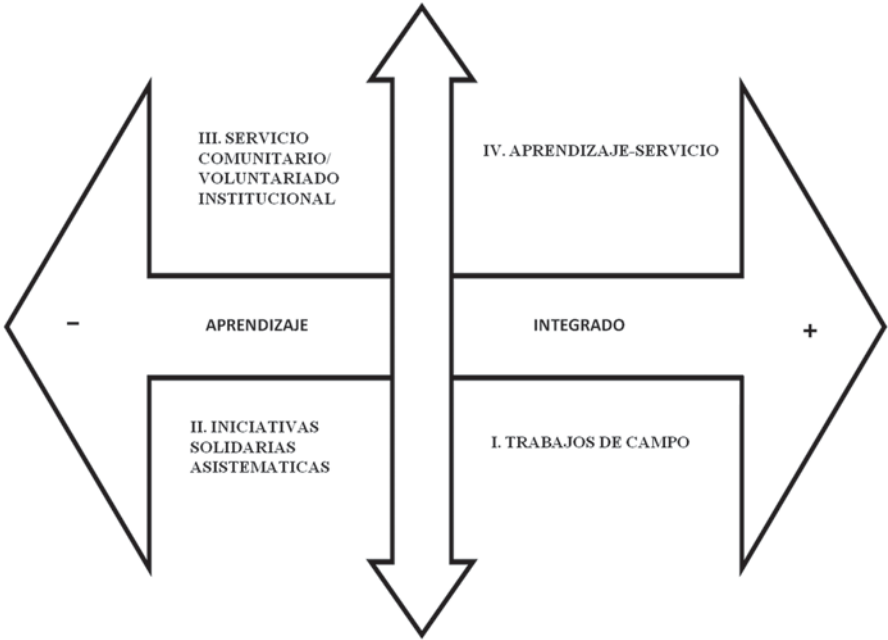 III. SERVICIO
COMUNITARIO/
VOLUNTARIADO
INSTITUCIONAL
IV. APRENDIZAJE-SERVICIO
–
APRENDIZAJE
INTEGRADO
+
II. INICIATIVAS
SOLIDARIAS
ASISTEMATICAS
I. TRABAJOS DE CAMPO